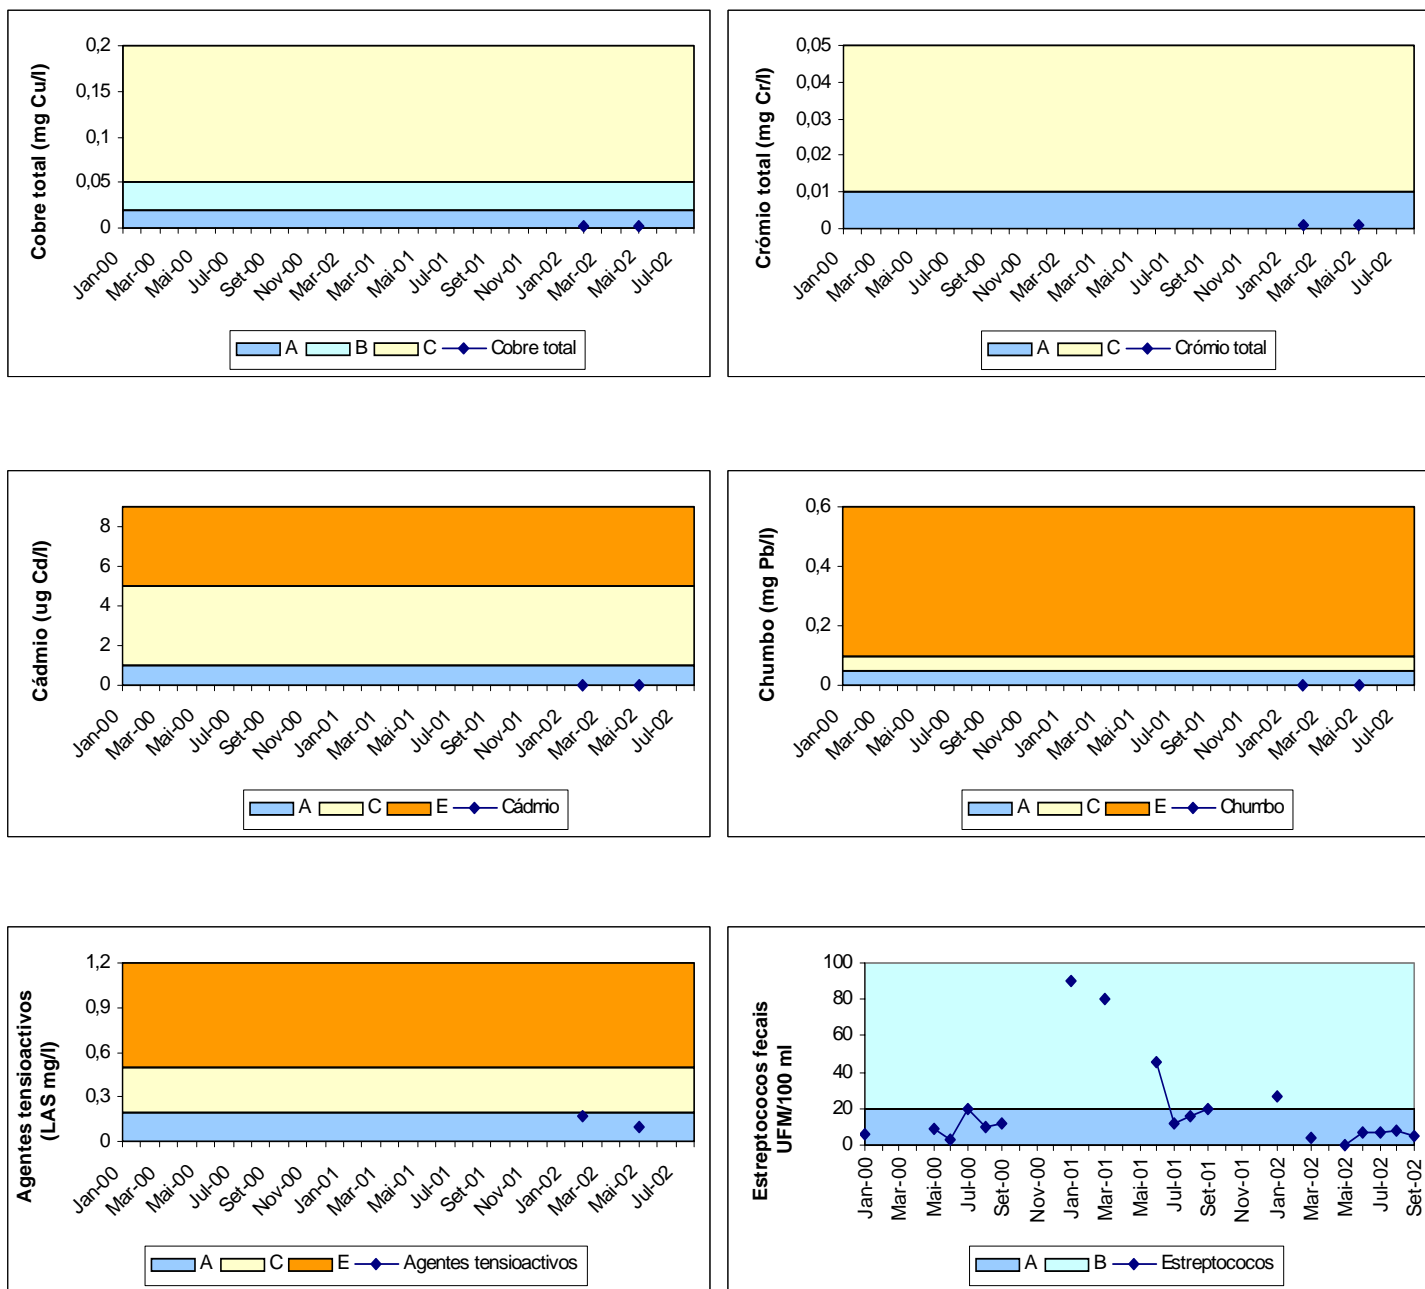 Cobre total (mg Cu/l)
0,2
0,15
0,1
0,05
0
Jan-00 Mar-00 Mai-00 Jul-00 Set-00 Nov-00 Mar-02 Mar-01 Mai-01 Jul-01 Set-01 Nov-01 Jan-02 Mar-02 Mai-02 Jul-02
A B C Cobre total
Crómio total (mg Cr/l)
0,05
0,04
0,03
0,02
0,01
0
Jan-00 Mar-00 Mai-00 Jul-00 Set-00 Nov-00 Mar-02 Mar-01 Mai-01 Jul-01 Set-01 Nov-01 Jan-02 Mar-02 Mai-02 Jul-02
A C Crómio total
Cádmio (ug Cd/l)
8
6
4
2
0
Jan-00 Mar-00 Mai-00 Jul-00 Set-00 Nov-00 Jan-01 Mar-01 Mai-01 Jul-01 Set-01 Nov-01 Jan-02 Mar-02 Mai-02 Jul-02
A C E Cádmio
Chumbo (mg Pb/l)
0,6
0,4
0,2
0
Jan-00 Mar-00 Mai-00 Jul-00 Set-00 Nov-00 Jan-01 Mar-01 Mai-01 Jul-01 Set-01 Nov-01 Jan-02 Mar-02 Mai-02 Jul-02
A C E Chumbo
Agentes tensioactivos
(LAS mg/l)
1,2
0,9
0,6
0,3
0
Jan-00 Mar-00 Mai-00 Jul-00 Set-00 Nov-00 Jan-01 Mar-01 Mai-01 Jul-01 Set-01 Nov-01 Jan-02 Mar-02 Mai-02 Jul-02
A C E Agentes tensioactivos
Estreptococos fecais
UFM/100 ml
100
80
60
40
20
0
Jan-00 Mar-00 Mai-00 Jul-00 Set-00 Nov-00 Jan-01 Mar-01 Mai-01 Jul-01 Set-01 Nov-01 Jan-02 Mar-02 Mai-02 Jul-02 Set-02
A B Estreptococos